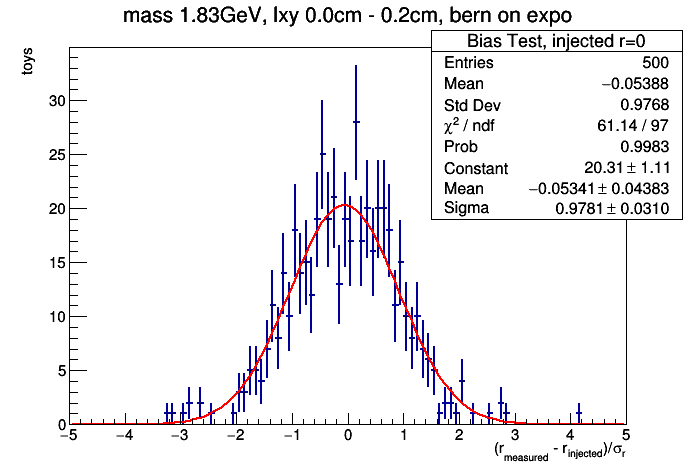 mass 1.83GeV, lxy 0.0cm - 0.2cm, bern on expo
Bias Test, injected r=0
Entries 500
Mean −0.05388
Std Dev 0.9768
χ² / ndf 61.14 / 97
Prob 0.9983
Constant 20.31 ± 1.11
Mean −0.05341 ± 0.04383
Sigma 0.9781 ± 0.0310
toys
30
25
20
15
10
5
0
−5 −4 −3 −2 −1 0 1 2 3 4 5
(r_measured - r_injected)/σ_r